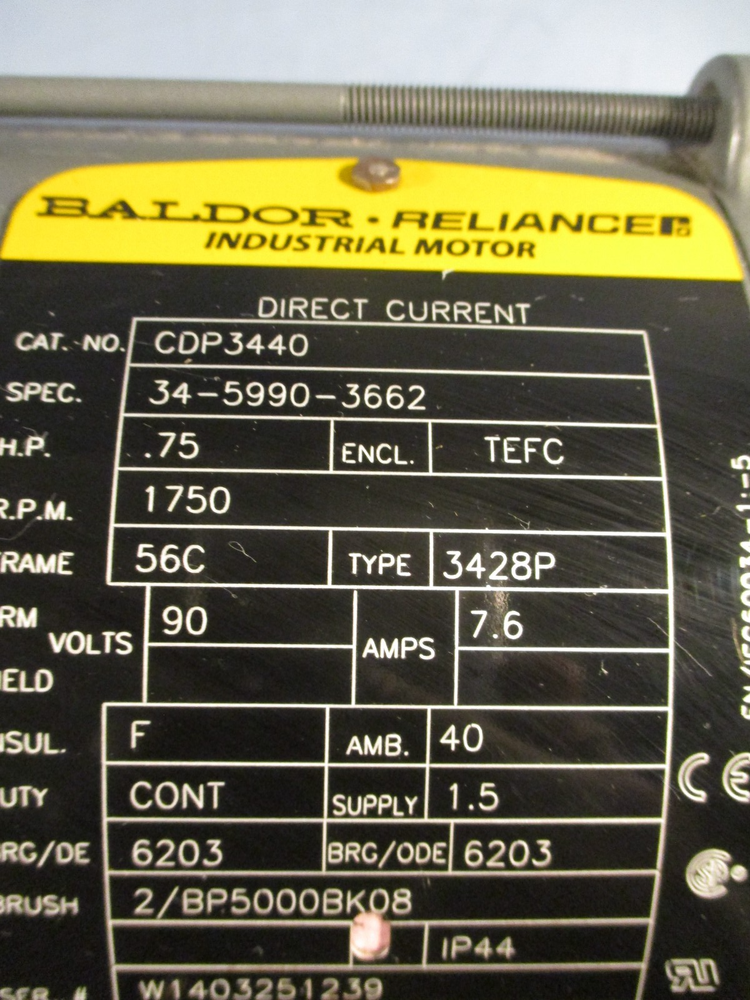 BALDOR · RELIANCE
INDUSTRIAL MOTOR
DIRECT CURRENT
CAT. NO. CDP3440
SPEC. 34-5990-3662
H.P. .75 ENCL. TEFC
R.P.M. 1750
RAME 56C TYPE 3428P
RM VOLTS 90 AMPS 7.6
IELD
NSUL. F AMB. 40
UTY CONT SUPPLY 1.5
RG/DE 6203 BRG/ODE 6203
BRUSH 2/BP5000BK08
IP44
SER. # W1403251239
CE